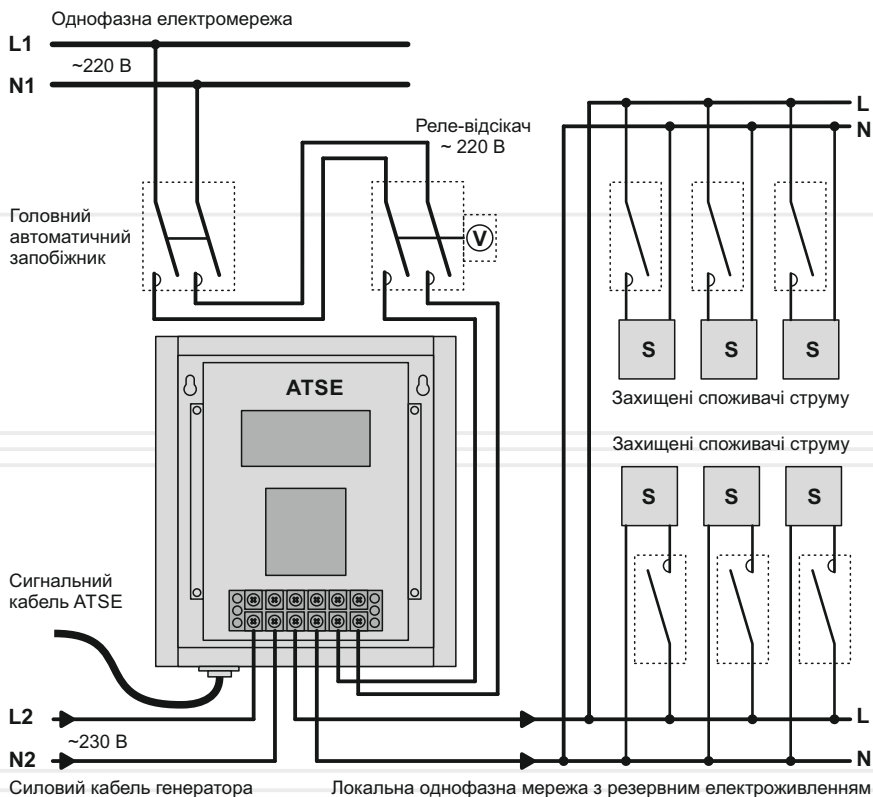 Однофазна електромережа
L1
~220 В
N1
Реле-відсікач
~ 220 В
L
N
Головний
автоматичний
запобіжник
V
ATSE
S
S
S
Захищені споживачі струму
Захищені споживачі струму
S
S
S
Сигнальний
кабель ATSE
L2
L
~230 В
N2
N
Силовий кабель генератора
Локальна однофазна мережа з резервним електроживленням